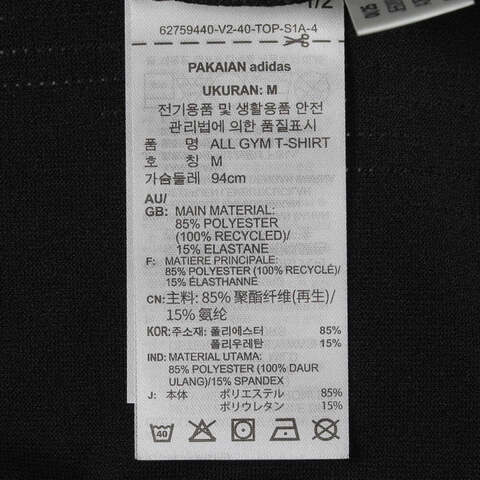 1/2
62759440-V2-40-TOP-S1A-4
PAKAIAN adidas
UKURAN: M
전기용품 및 생활용품 안전
관리법에 의한 품질표시
품 명 ALL GYM T-SHIRT
호 칭 M
가슴둘레 94cm
AU/
GB: MAIN MATERIAL:
85% POLYESTER
(100% RECYCLED)/
15% ELASTANE
F: MATIERE PRINCIPALE:
85% POLYESTER (100% RECYCLÉ)/
15% ÉLASTHANNE
CN: 主料: 85% 聚酯纤维(再生)/
15% 氨纶
KOR: 주소재: 폴리에스터 85%
폴리우레탄 15%
IND: MATERIAL UTAMA:
85% POLYESTER (100% DAUR
ULANG)/15% SPANDEX
J: 本体 ポリエステル 85%
ポリウレタン 15%
40